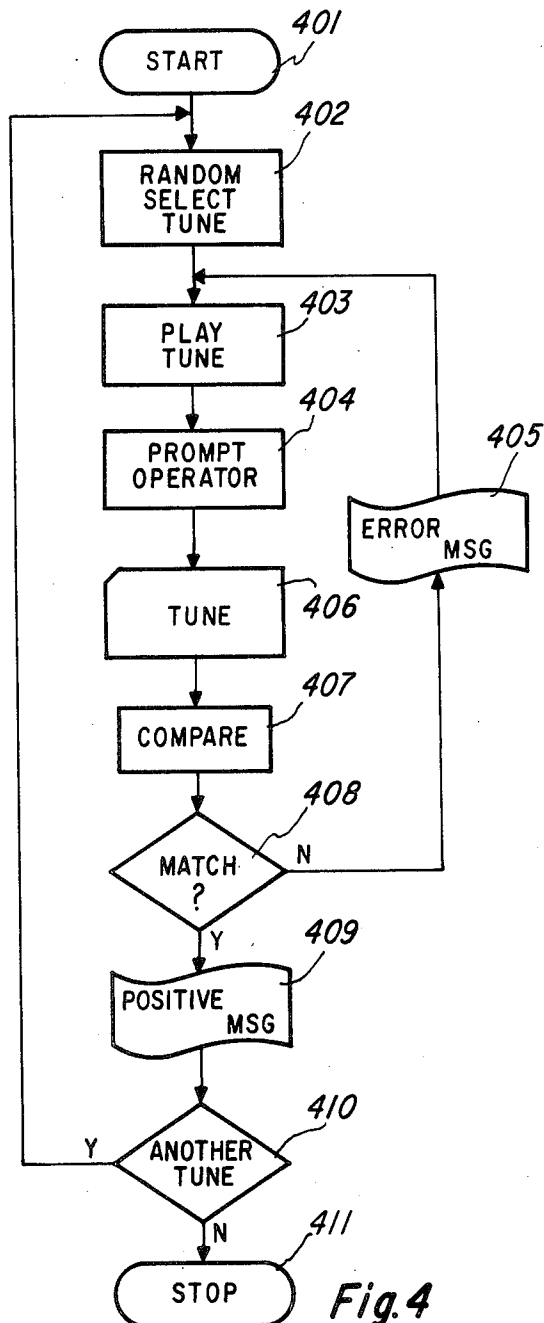 401
START
402
RANDOM
SELECT
TUNE
403
PLAY
TUNE
404
PROMPT
OPERATOR
405
ERROR
MSG
406
TUNE
407
COMPARE
408
MATCH
?
N
Y
409
POSITIVE
MSG
410
Y
ANOTHER
TUNE
N
411
STOP
Fig. 4